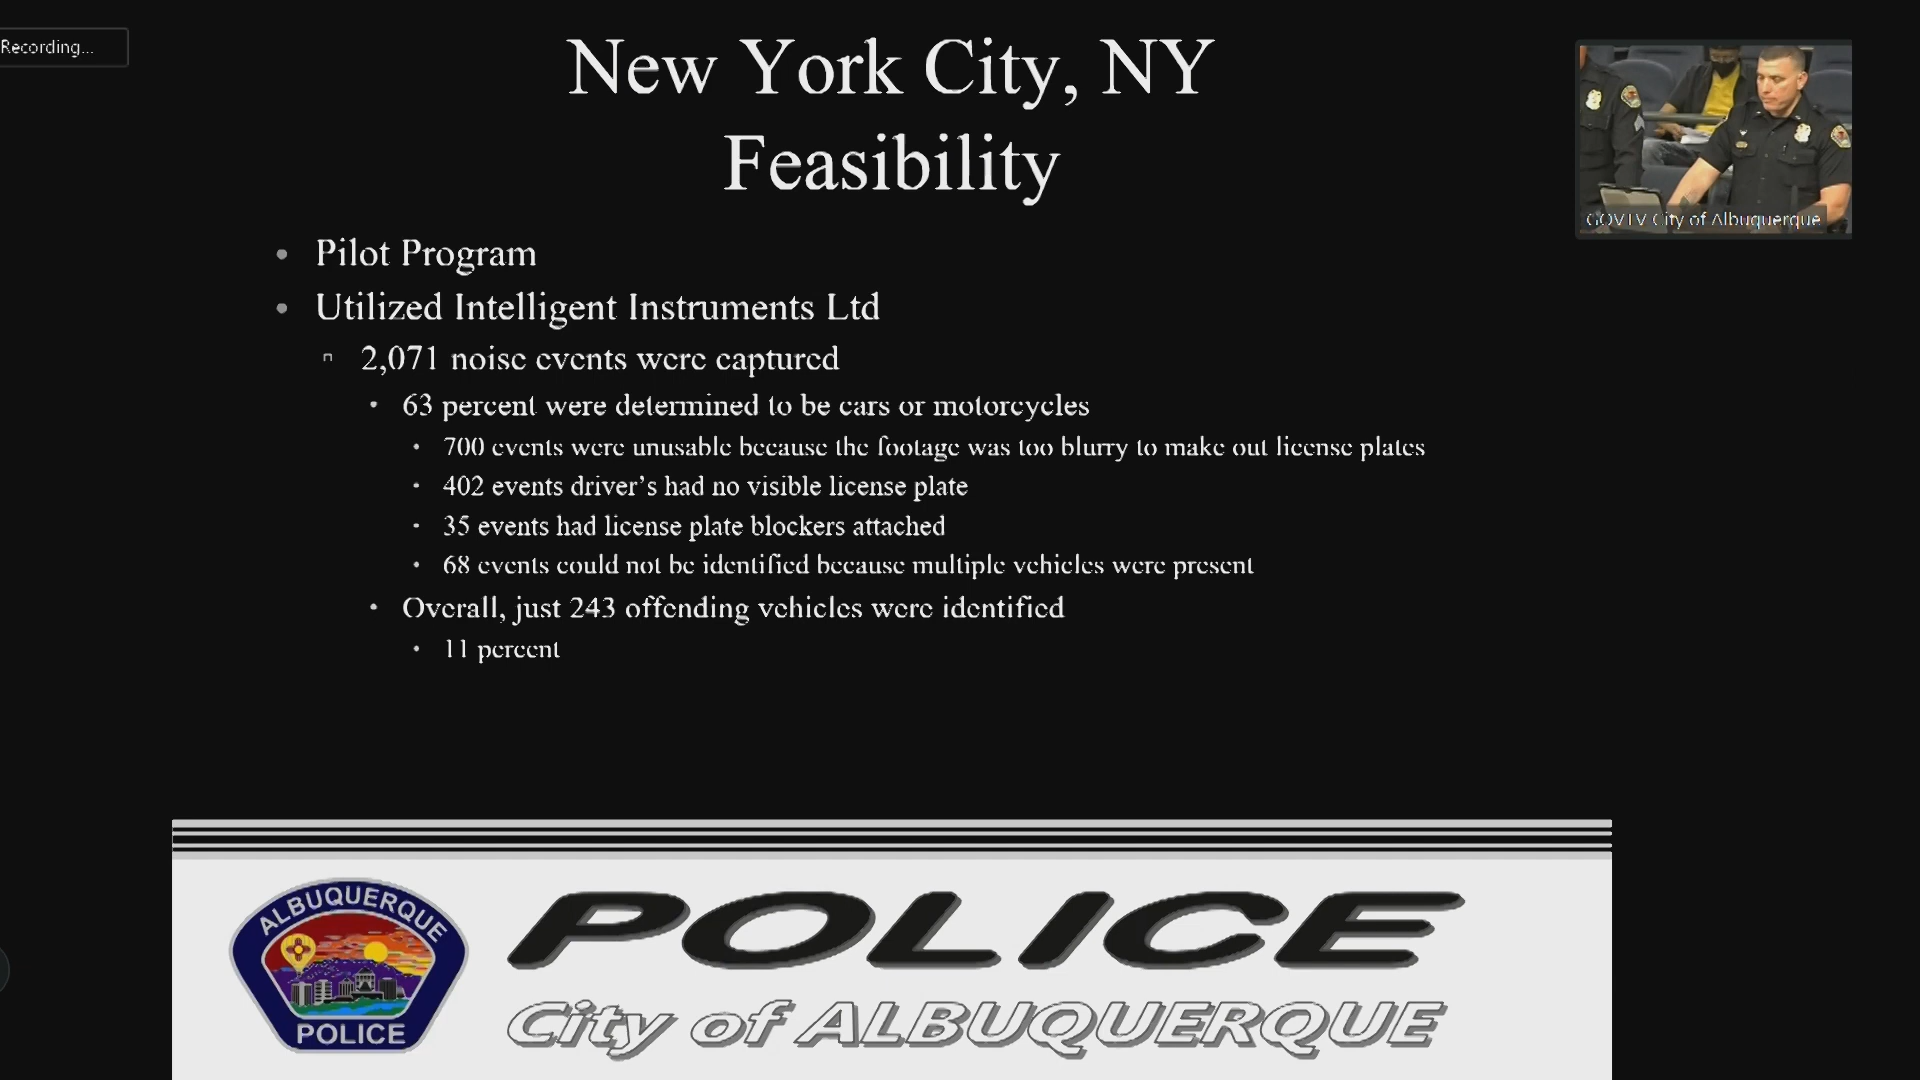 Recording...
New York City, NY
Feasibility
GOVTV City of Albuquerque
• Pilot Program
• Utilized Intelligent Instruments Ltd
▫ 2,071 noise events were captured
• 63 percent were determined to be cars or motorcycles
• 700 events were unusable because the footage was too blurry to make out license plates
• 402 events driver’s had no visible license plate
• 35 events had license plate blockers attached
• 68 events could not be identified because multiple vehicles were present
• Overall, just 243 offending vehicles were identified
• 11 percent
ALBUQUERQUE
POLICE
POLICE
City of ALBUQUERQUE